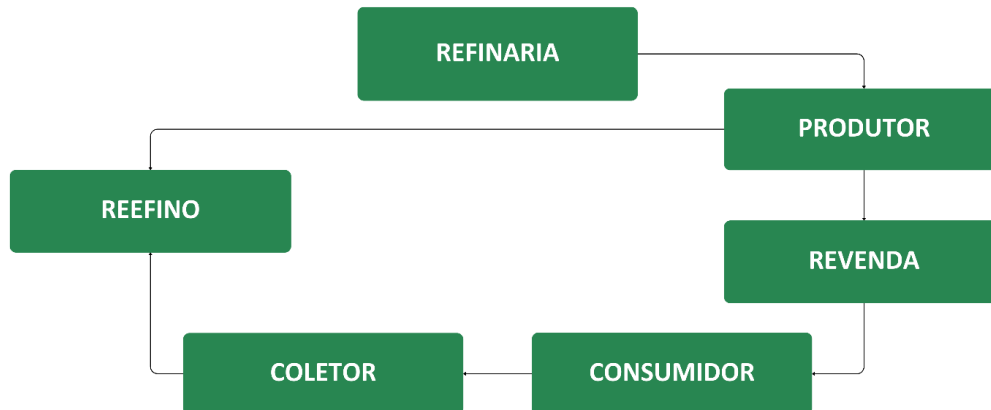 REFINARIA
PRODUTOR
REEFINO
REVENDA
COLETOR
CONSUMIDOR